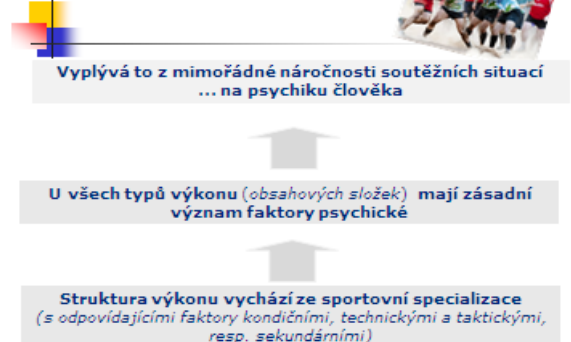 Vyplývá to z mimořádné náročnosti soutěžních situací
... na psychiku člověka
U všech typů výkonu (obsahových složek) mají zásadní
význam faktory psychické
Struktura výkonu vychází ze sportovní specializace
(s odpovídajícími faktory kondičními, technickými a taktickými,
resp. sekundárními)